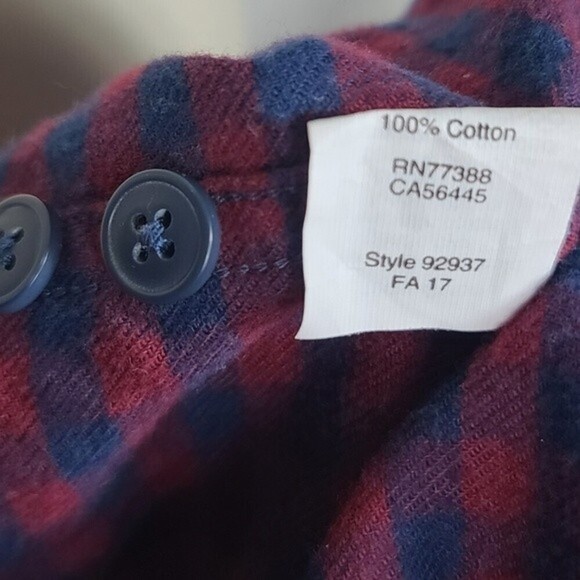 100% Cotton
RN77388
CA56445
Style 92937
FA 17